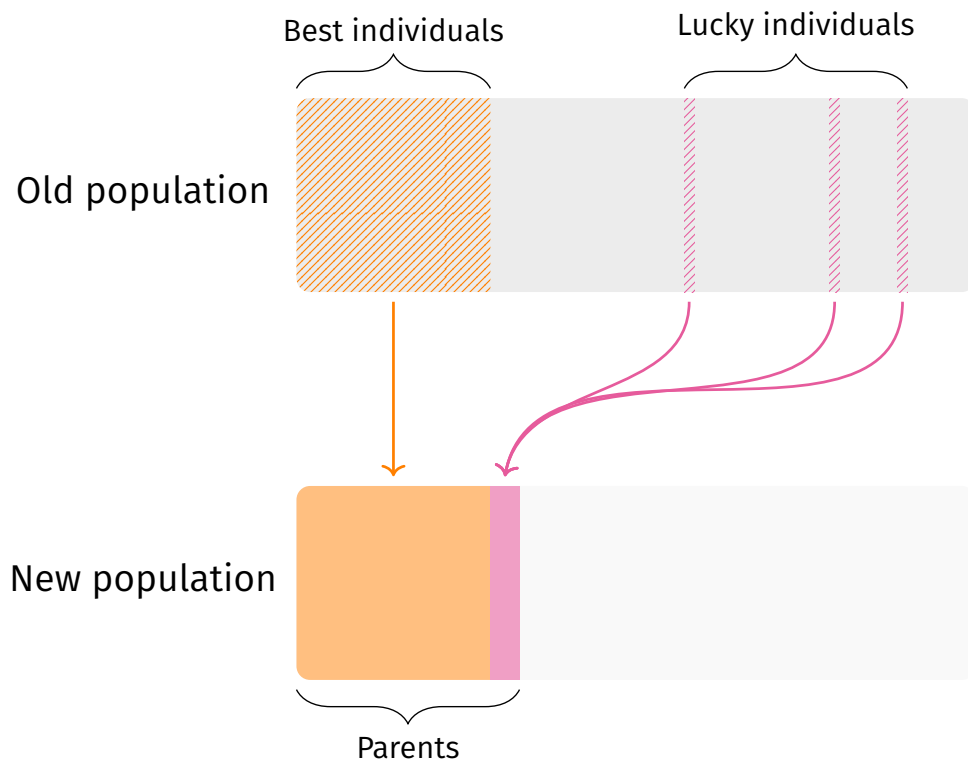 Best individuals
Lucky individuals
Old population
New population
Parents